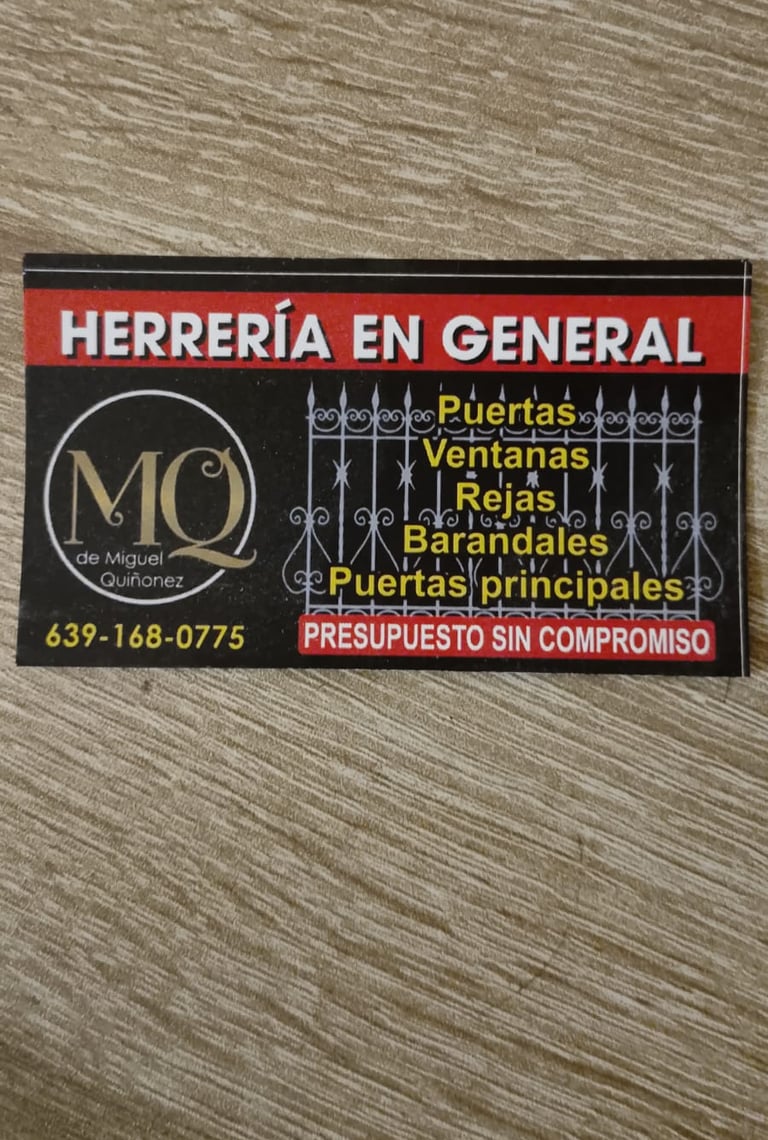 HERRERÍA EN GENERAL
MQ
de Miguel
Quiñonez
639-168-0775
Puertas
Ventanas
Rejas
Barandales
Puertas principales
PRESUPUESTO SIN COMPROMISO